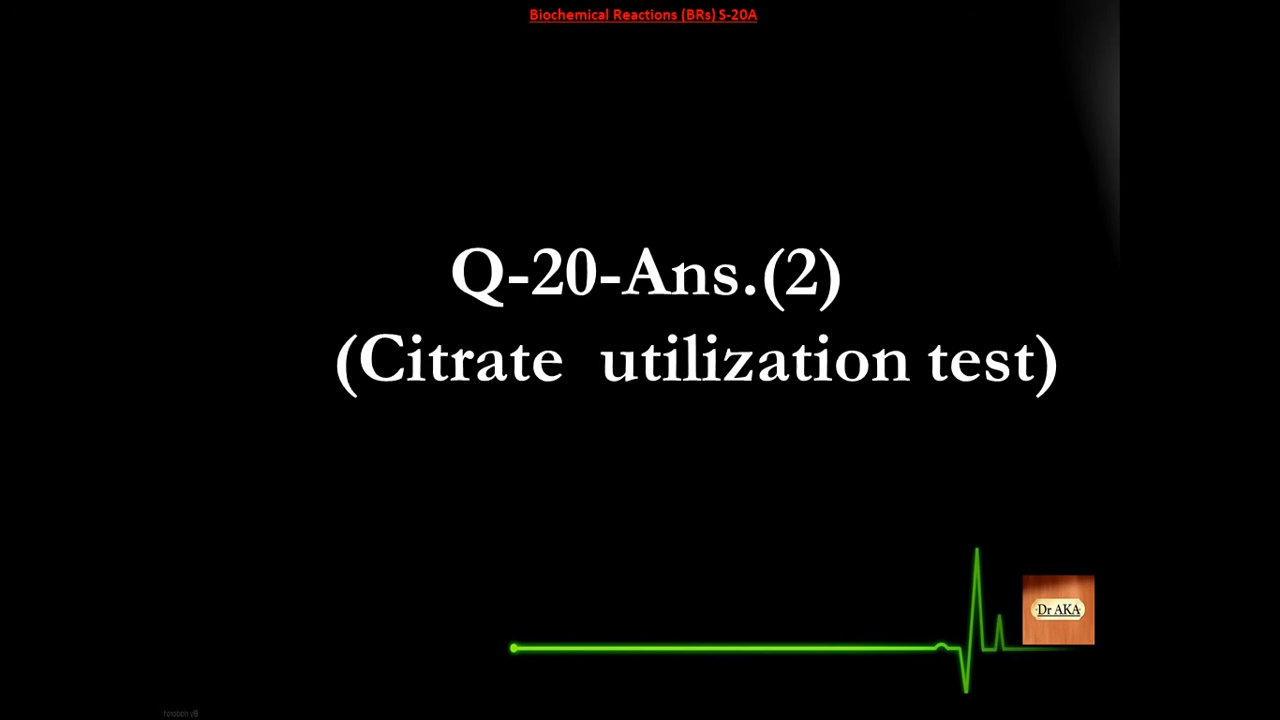 Biochemical Reactions (BRs) S-20A
Q-20-Ans.(2)
(Citrate utilization test)
Dr AKA